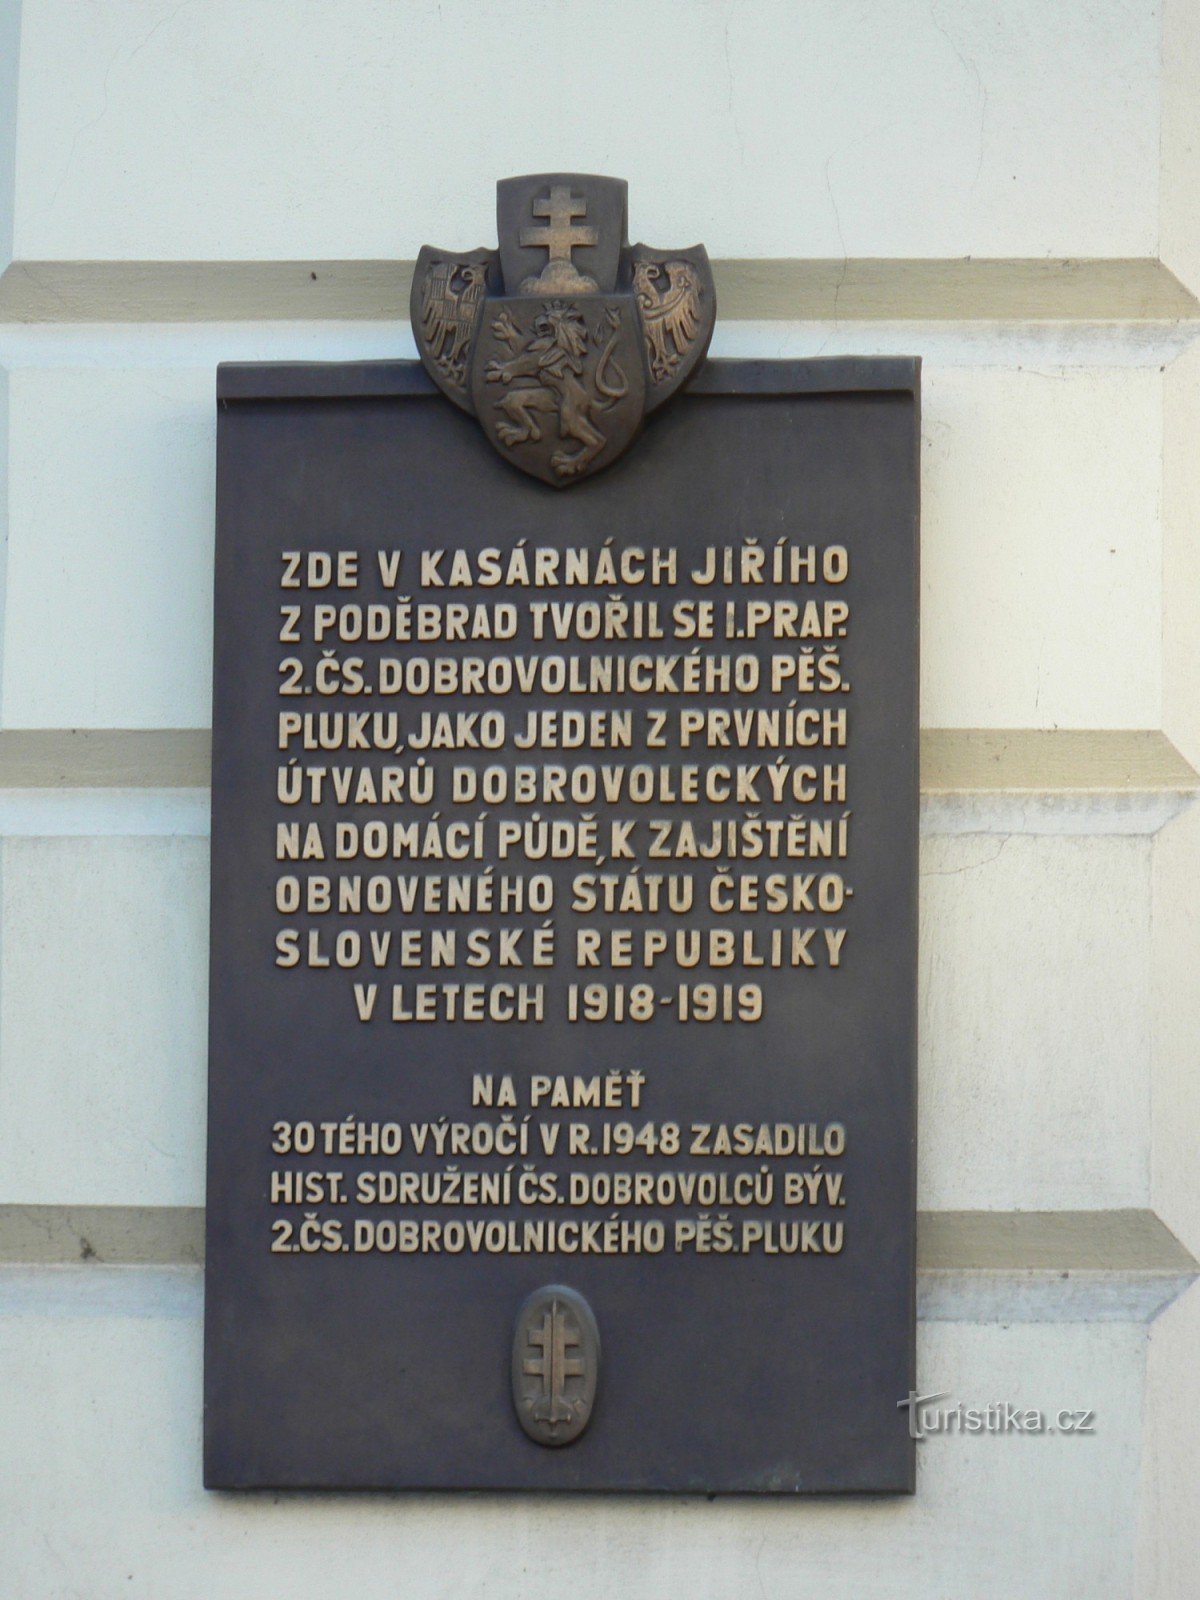 ZDE V KASÁRNÁCH JIŘÍHO
Z PODĚBRAD TVOŘIL SE I. PRAP.
2. ČS. DOBROVOLNICKÉHO PĚŠ.
PLUKU, JAKO JEDEN Z PRVNÍCH
ÚTVARŮ DOBROVOLECKÝCH
NA DOMÁCÍ PŮDĚ, K ZAJIŠTĚNÍ
OBNOVENÉHO STÁTU ČESKO-
SLOVENSKÉ REPUBLIKY
V LETECH 1918-1919
NA PAMĚŤ
30TÉHO VÝROČÍ V R. 1948 ZASADILO
HIST. SDRUŽENÍ ČS. DOBROVOLCŮ BÝV.
2. ČS. DOBROVOLNICKÉHO PĚŠ. PLUKU
Turistika.cz